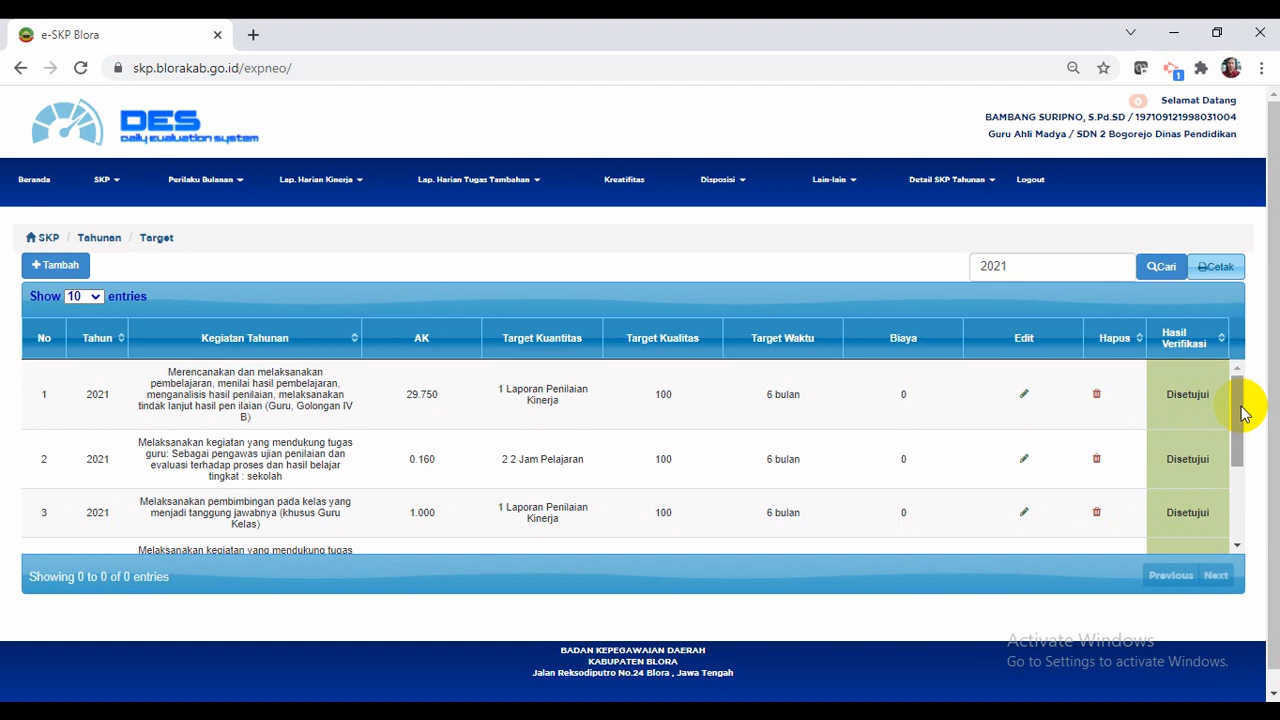 e-SKP Blora
skp.blorakab.go.id/expneo/
1
DES
Daily evaluation system
0 Selamat Datang
BAMBANG SURIPNO, S.Pd.SD / 197109121998031004
Guru Ahli Madya / SDN 2 Bogorejo Dinas Pendidikan
Beranda SKP Perilaku Bulanan Lap. Harian Kinerja Lap. Harian Tugas Tambahan Kreatifitas Disposisi Lain-lain Detail SKP Tahunan Logout
SKP / Tahunan / Target
+ Tambah 2021 Cari Cetak
Show 10 entries
No Tahun Kegiatan Tahunan AK Target Kuantitas Target Kualitas Target Waktu Biaya Edit Hapus Hasil
Verifikasi
Merencanakan dan melaksanakan
pembelajaran, menilai hasil pembelajaran,
menganalisis hasil penilaian, melaksanakan
tindak lanjut hasil pen ilaian (Guru, Golongan IV
B)
1 2021 29.750 1 Laporan Penilaian
Kinerja 100 6 bulan 0 Disetujui
Melaksanakan kegiatan yang mendukung tugas
guru: Sebagai pengawas ujian penilaian dan
evaluasi terhadap proses dan hasil belajar
tingkat : sekolah
2 2021 0.160 2 2 Jam Pelajaran 100 6 bulan 0 Disetujui
Melaksanakan pembimbingan pada kelas yang
menjadi tanggung jawabnya (khusus Guru
Kelas)
3 2021 1.000 1 Laporan Penilaian
Kinerja 100 6 bulan 0 Disetujui
Melaksanakan kegiatan yang mendukung tugas
Showing 0 to 0 of 0 entries Previous Next
Activate Windows
Go to Settings to activate Windows.
BADAN KEPEGAWAIAN DAERAH
KABUPATEN BLORA
Jalan Reksodiputro No.24 Blora , Jawa Tengah